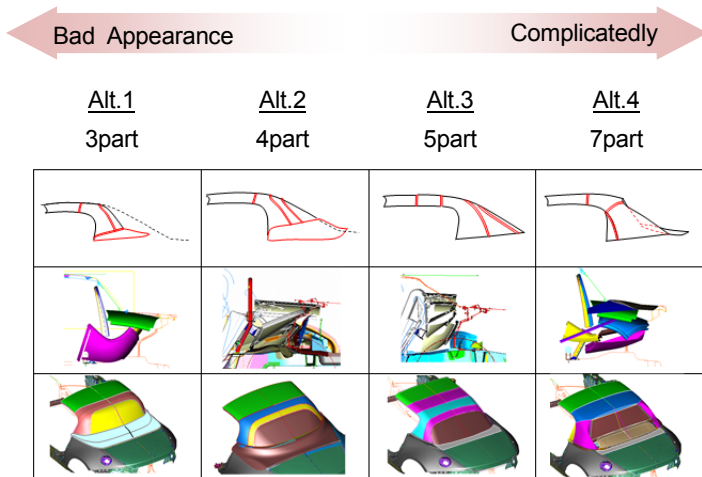 Bad Appearance
Complicatedly
Alt.1
Alt.2
Alt.3
Alt.4
3part
4part
5part
7part